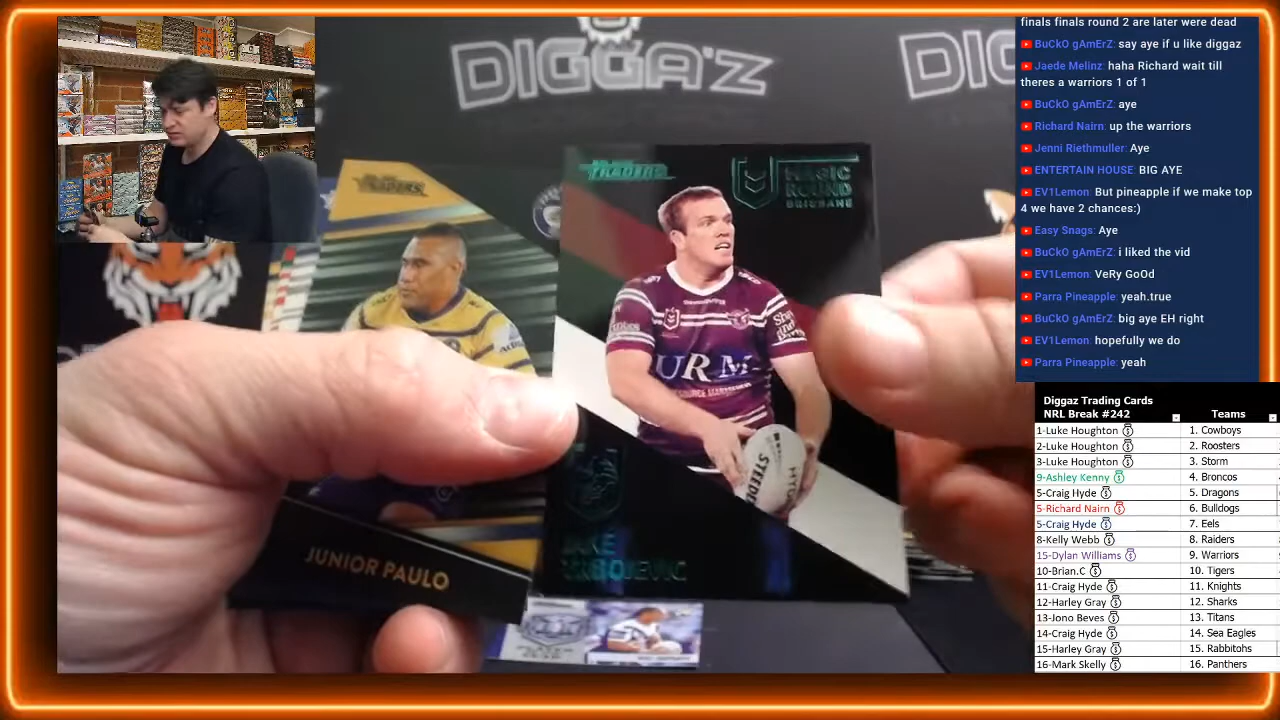 finals finals round 2 are later were dead
BuCkO gAmErZ: say aye if u like diggaz
Jaede Melinz: haha Richard wait till
theres a warriors 1 of 1
BuCkO gAmErZ: aye
Richard Nairn: up the warriors
Jenni Riethmuller: Aye
ENTERTAIN HOUSE: BIG AYE
EV1Lemon: But pineapple if we make top
4 we have 2 chances:)
Easy Snags: Aye
BuCkO gAmErZ: i liked the vid
EV1Lemon: VeRy GoOd
Parra Pineapple: yeah.true
BuCkO gAmErZ: big aye EH right
EV1Lemon: hopefully we do
Parra Pineapple: yeah
DIGGA'Z
DIG
TRADERS
TRADERS
MAGIC
ROUND
BRISBANE
URM
RESOURCE
STEEDE
JAKE
TRBOJEVIC
JUNIOR PAULO
Diggaz Trading Cards
NRL Break #242 Teams
1-Luke Houghton 1. Cowboys
2-Luke Houghton 2. Roosters
3-Luke Houghton 3. Storm
9-Ashley Kenny 4. Broncos
5-Craig Hyde 5. Dragons
5-Richard Nairn 6. Bulldogs
5-Craig Hyde 7. Eels
8-Kelly Webb 8. Raiders
15-Dylan Williams 9. Warriors
10-Brian.C 10. Tigers
11-Craig Hyde 11. Knights
12-Harley Gray 12. Sharks
13-Jono Beves 13. Titans
14-Craig Hyde 14. Sea Eagles
15-Harley Gray 15. Rabbitohs
16-Mark Skelly 16. Panthers